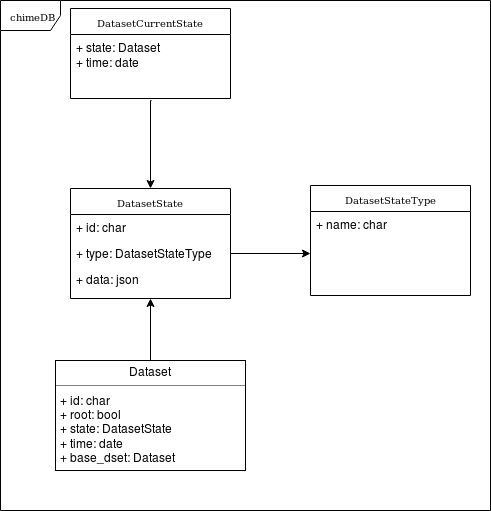 chimeDB
DatasetCurrentState
+ state: Dataset
+ time: date
DatasetState
+ id: char
+ type: DatasetStateType
+ data: json
DatasetStateType
+ name: char
Dataset
+ id: char
+ root: bool
+ state: DatasetState
+ time: date
+ base_dset: Dataset